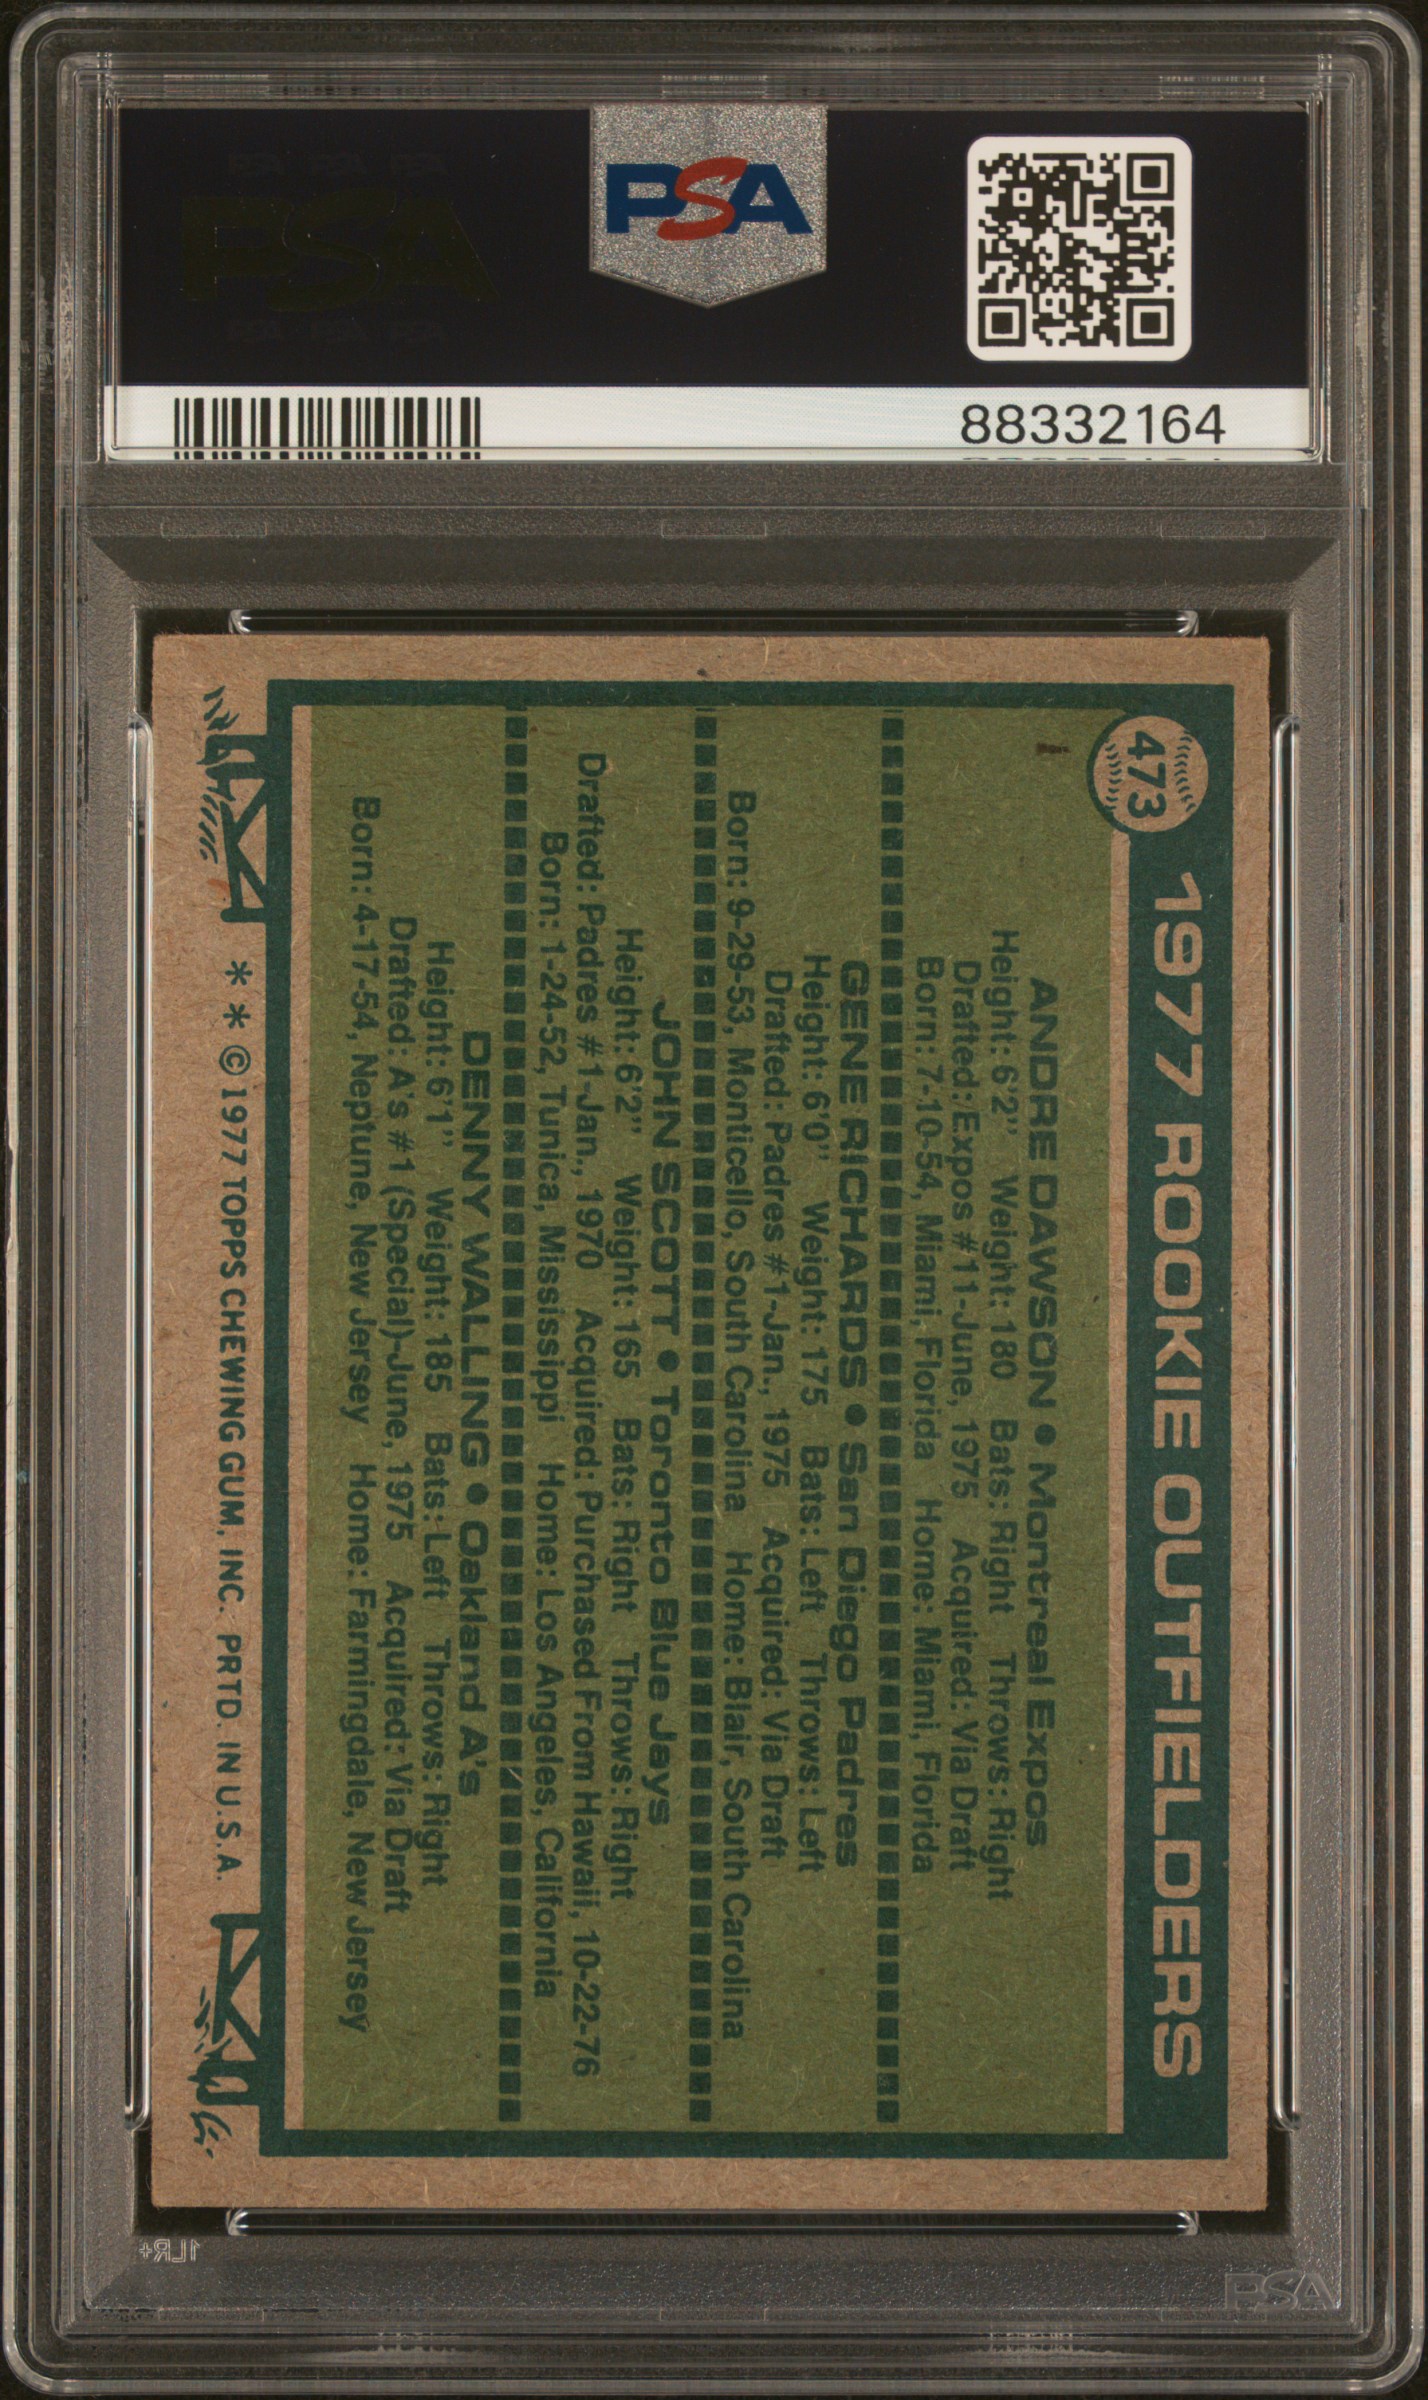 PSA
88332164
473
1977 ROOKIE OUTFIELDERS
ANDRE DAWSON • Montreal Expos
Height: 6'2" Weight: 180 Bats: Right Throws: Right
Drafted: Expos #11-June, 1975 Acquired: Via Draft
Born: 7-10-54, Miami, Florida Home: Miami, Florida
GENE RICHARDS • San Diego Padres
Height: 6'0" Weight: 175 Bats: Left Throws: Left
Drafted: Padres #1-Jan., 1975 Acquired: Via Draft
Born: 9-29-53, Monticello, South Carolina Home: Blair, South Carolina
JOHN SCOTT • Toronto Blue Jays
Height: 6'2" Weight: 165 Bats: Right Throws: Right
Drafted: Padres #1-Jan., 1970 Acquired: Purchased From Hawaii, 10-22-76
Born: 1-24-52, Tunica, Mississippi Home: Los Angeles, California
DENNY WALLING • Oakland A's
Height: 6'1" Weight: 185 Bats: Left Throws: Right
Drafted: A's #1 (Special)-June, 1975 Acquired: Via Draft
Born: 4-17-54, Neptune, New Jersey Home: Farmingdale, New Jersey
** © 1977 TOPPS CHEWING GUM, INC. PRTD. IN U.S.A.
1LR+
PSA